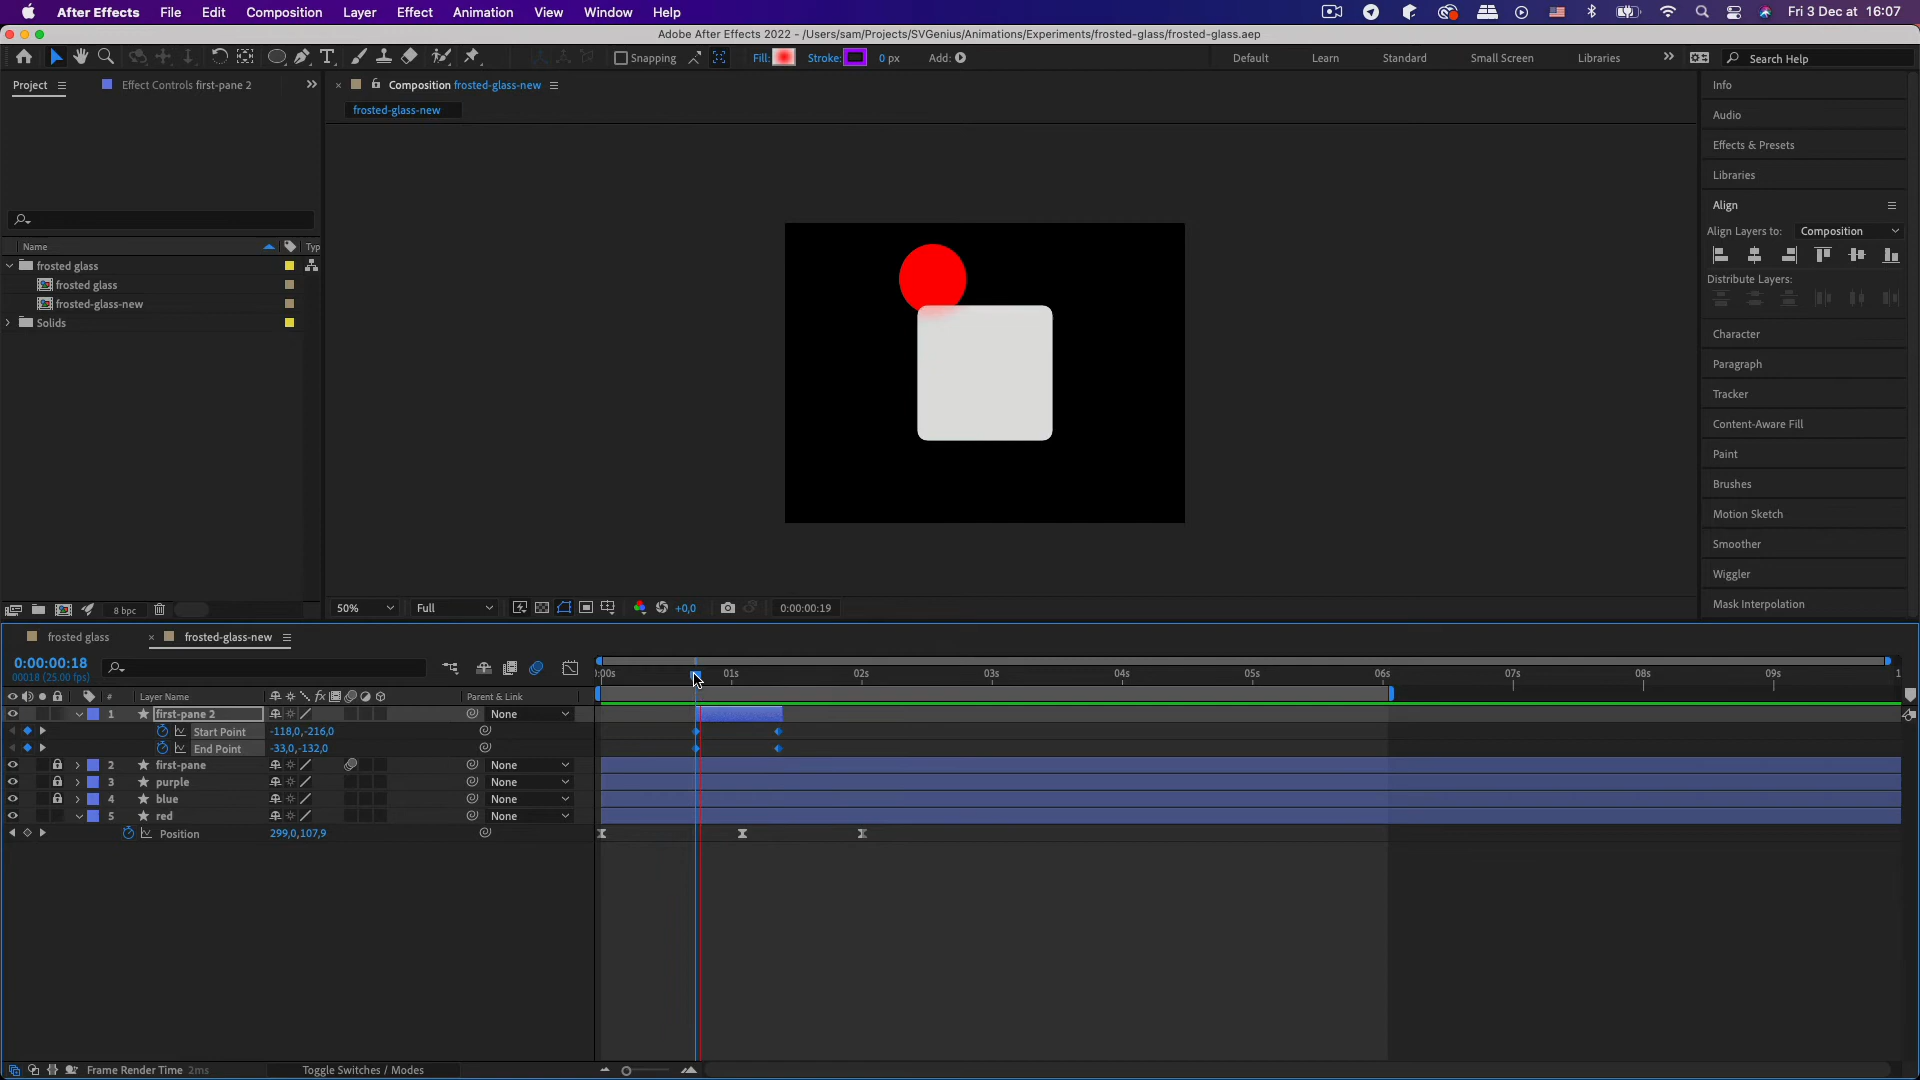 After Effects File Edit Composition Layer Effect Animation View Window Help Fri 3 Dec at 16:07
Adobe After Effects 2022 - /Users/sam/Projects/SVGenius/Animations/Experiments/frosted-glass/frosted-glass.aep
Snapping Fill: Stroke: 0 px Add: Default Learn Standard Small Screen Libraries Search Help
Project Effect Controls first-pane 2 Composition frosted-glass-new Info
frosted-glass-new
Audio
Effects & Presets
Libraries
Align
Align Layers to: Composition
Name Typ
frosted glass
frosted glass
Distribute Layers:
frosted-glass-new
Solids
Character
Paragraph
Tracker
Content-Aware Fill
Paint
Brushes
Motion Sketch
Smoother
Wiggler
Mask Interpolation
8 bpc 50% Full +0,0 0:00:00:19
frosted glass frosted-glass-new
0:00:00:18
00018 (25.00 fps)
:00s 01s 02s 03s 04s 05s 06s 07s 08s 09s 1
# Layer Name Parent & Link
1 first-pane 2 None
Start Point -118,0,-216,0
End Point -33,0,-132,0
2 first-pane None
3 purple None
4 blue None
5 red None
Position 299,0,107,9
Frame Render Time 2ms Toggle Switches / Modes